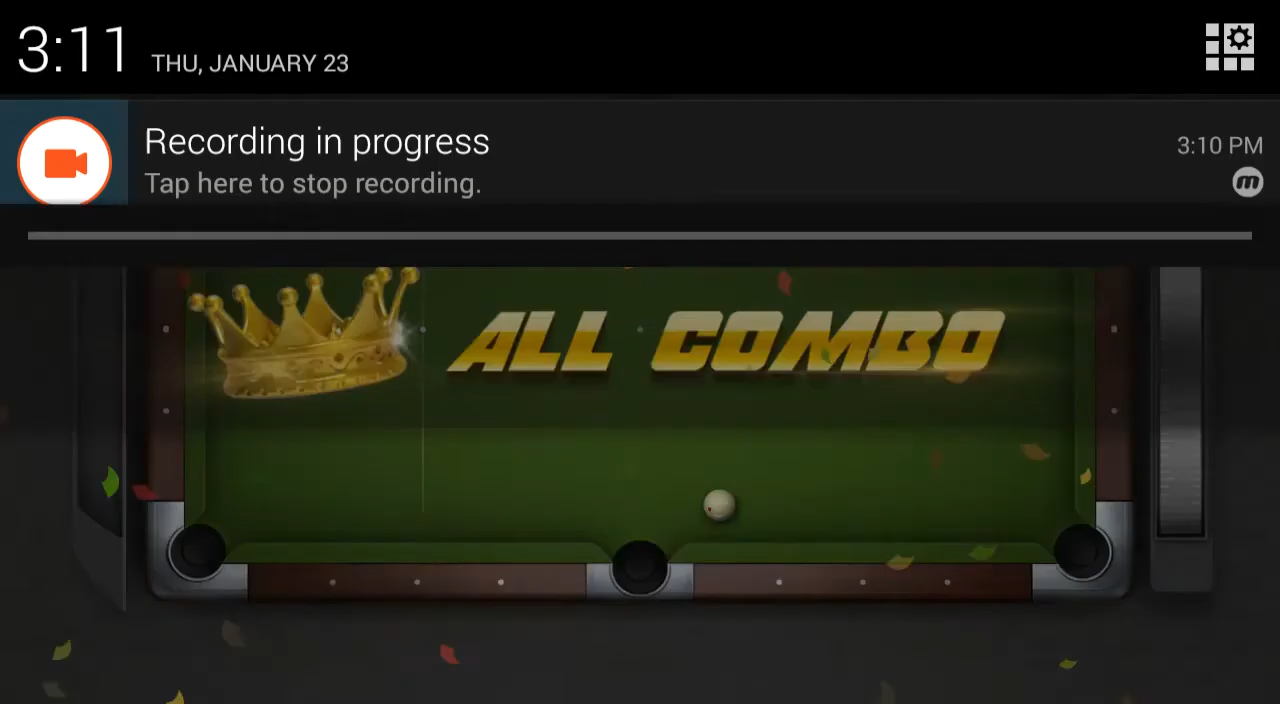 3:11 THU, JANUARY 23
Recording in progress
3:10 PM
Tap here to stop recording.
m
ALL COMBO